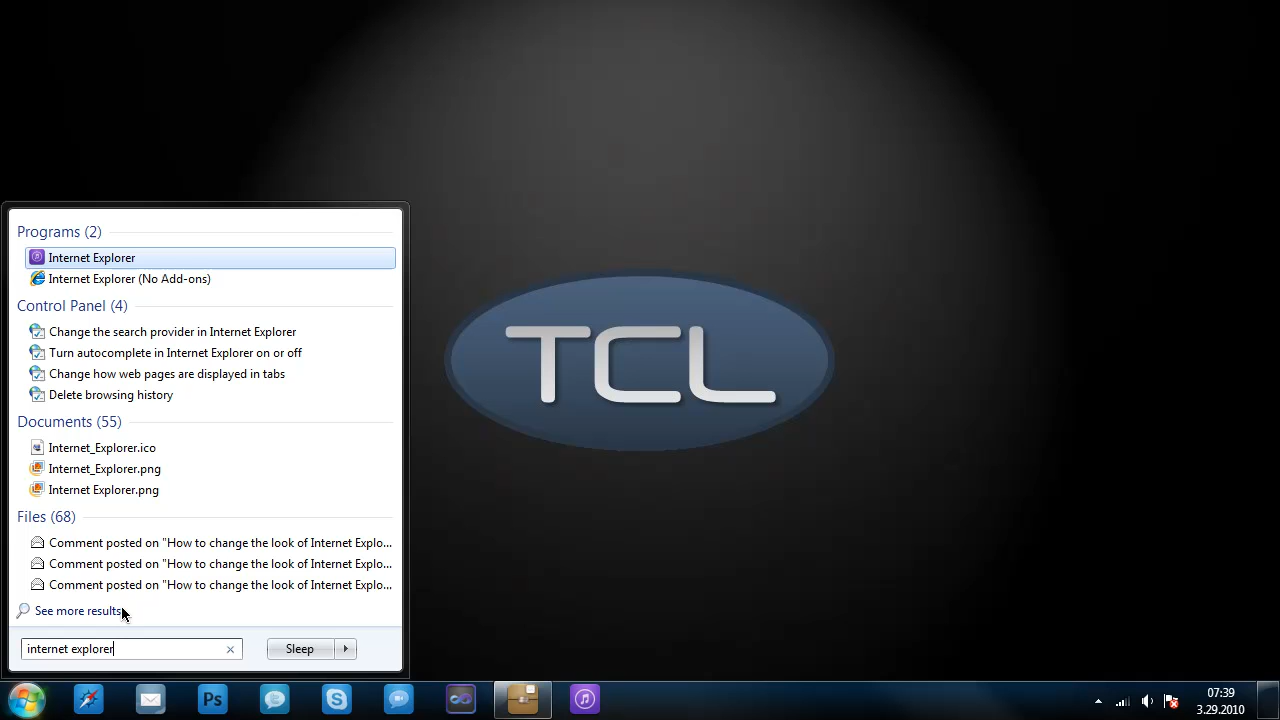 TCL
Programs (2)
Internet Explorer
Internet Explorer (No Add-ons)
Control Panel (4)
Change the search provider in Internet Explorer
Turn autocomplete in Internet Explorer on or off
Change how web pages are displayed in tabs
Delete browsing history
Documents (55)
Internet_Explorer.ico
Internet_Explorer.png
Internet Explorer.png
Files (68)
Comment posted on "How to change the look of Internet Explo...
Comment posted on "How to change the look of Internet Explo...
Comment posted on "How to change the look of Internet Explo...
See more results
internet explorer
Sleep
Ps
07:39
3.29.2010